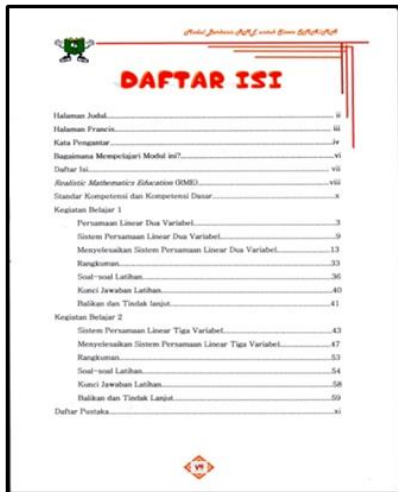 Modul Berbasis RME untuk Siswa SMA/MA
DAFTAR ISI
Halaman Judul.................... ii
Halaman Francis.................... iii
Kata Pengantar.................... iv
Bagaimana Mempelajari Modul ini?.................... vi
Daftar Isi.................... vii
Realistic Mathematics Education (RME).................... viii
Standar Kompetensi dan Kompetensi Dasar.................... x
Kegiatan Belajar 1
Persamaan Linear Dua Variabel.................... 3
Sistem Persamaan Linear Dua Variabel.................... 9
Menyelesaikan Sistem Persamaan Linear Dua Variabel.................... 13
Rangkuman.................... 33
Soal-soal Latihan.................... 36
Kunci Jawaban Latihan.................... 40
Balikan dan Tindak lanjut.................... 41
Kegiatan Belajar 2
Sistem Persamaan Linear Tiga Variabel.................... 43
Menyelesaikan Sistem Persamaan Linear Tiga Variabel.................... 47
Rangkuman.................... 53
Soal-soal Latihan.................... 54
Kunci Jawaban Latihan.................... 58
Balikan dan Tindak Lanjut.................... 59
Daftar Pustaka.................... xi